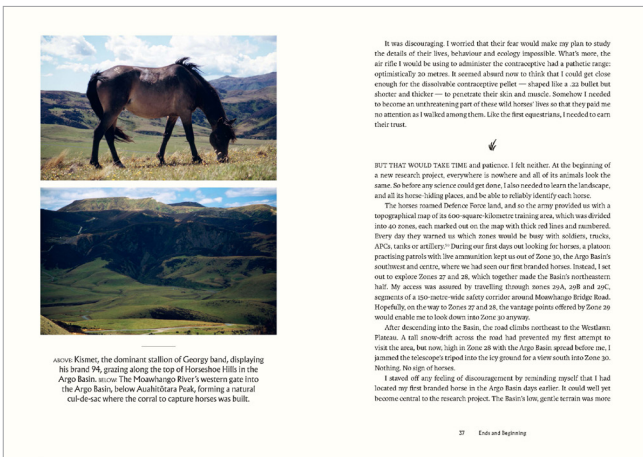 ABOVE: Kismet, the dominant stallion of Georgy band, displaying
his brand 94, grazing along the top of Horseshoe Hills in the
Argo Basin. BELOW: The Moawhango River's western gate into
the Argo Basin, below Auahitōtara Peak, forming a natural
cul-de-sac where the corral to capture horses was built.
It was discouraging. I worried that their fear would make my plan to study
the details of their lives, behaviour and ecology impossible. What's more, the
air rifle I would be using to administer the contraceptive had a pathetic range:
optimistically 20 metres. It seemed absurd now to think that I could get close
enough for the dissolvable contraceptive pellet — shaped like a .22 bullet but
shorter and thicker — to penetrate their skin and muscle. Somehow I needed
to become an unthreatening part of these wild horses' lives so that they paid me
no attention as I walked among them. Like the first equestrians, I needed to earn
their trust.
BUT THAT WOULD TAKE TIME and patience. I felt neither. At the beginning of
a new research project, everywhere is nowhere and all of its animals look the
same. So before any science could get done, I also needed to learn the landscape,
and all its horse-hiding places, and be able to reliably identify each horse.
The horses roamed Defence Force land, and so the army provided us with a
topographical map of its 600-square-kilometre training area, which was divided
into 40 zones, each marked out on the map with thick red lines and numbered.
Every day they warned us which zones would be busy with soldiers, trucks,
APCs, tanks or artillery. During our first days out looking for horses, a platoon
practising patrols with live ammunition kept us out of Zone 30, the Argo Basin's
southwest and centre, where we had seen our first branded horses. Instead, I set
out to explore Zones 27 and 28, which together made the Basin's northeastern
half. My access was assured by travelling through zones 29A, 29B and 29C,
segments of a 150-metre-wide safety corridor around Moawhango Bridge Road.
Hopefully, on the way to Zones 27 and 28, the vantage points offered by Zone 29
would enable me to look down into Zone 30 anyway.
After descending into the Basin, the road climbs northeast to the Westlawn
Plateau. A tall snow-drift across the road had prevented my first attempt to
visit the area, but now, high in Zone 28 with the Argo Basin spread before me, I
jammed the telescope's tripod into the icy ground for a view south into Zone 30.
Nothing. No sign of horses.
I staved off any feeling of discouragement by reminding myself that I had
located my first branded horse in the Argo Basin days earlier. It could well yet
become central to the research project. The Basin's low, gentle terrain was more
37 Ends and Beginning